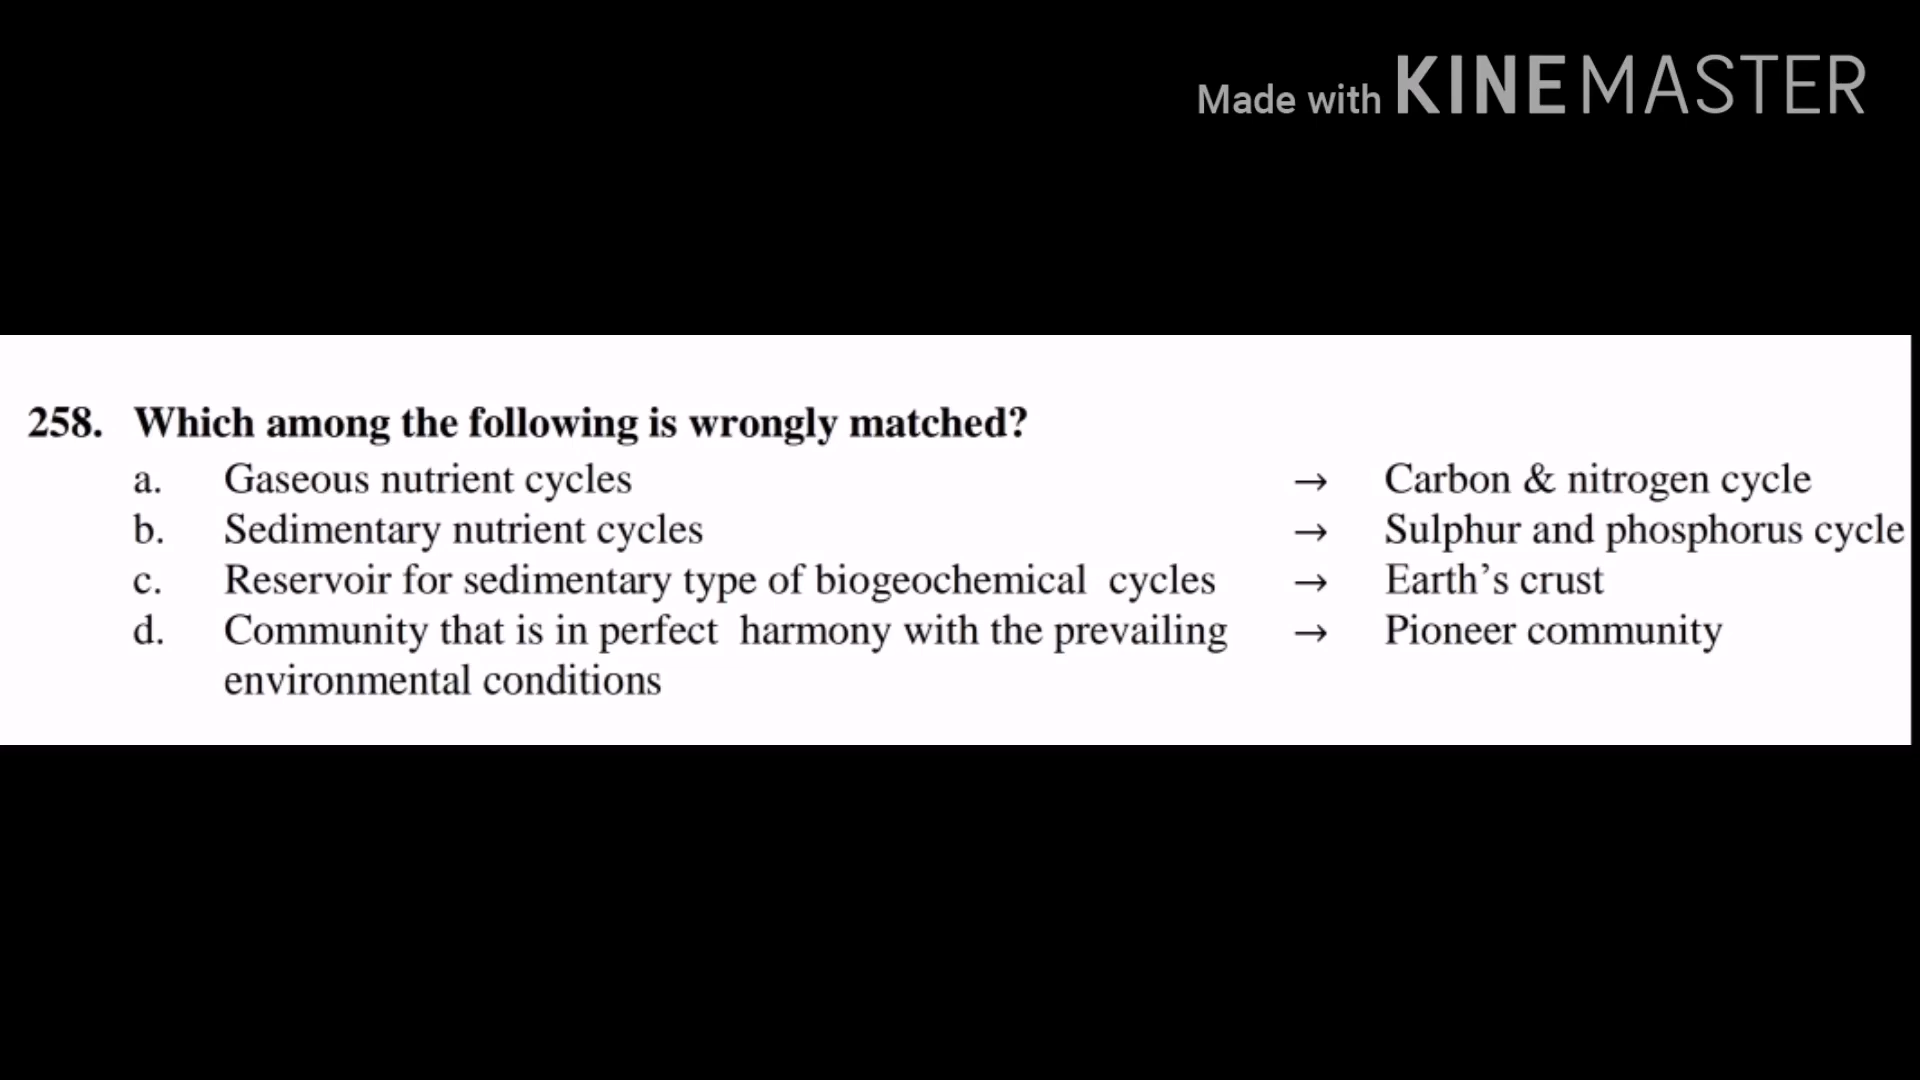 Made with KINEMASTER
258. Which among the following is wrongly matched?
a. Gaseous nutrient cycles → Carbon & nitrogen cycle
b. Sedimentary nutrient cycles → Sulphur and phosphorus cycle
c. Reservoir for sedimentary type of biogeochemical cycles → Earth’s crust
d. Community that is in perfect harmony with the prevailing → Pioneer community
environmental conditions